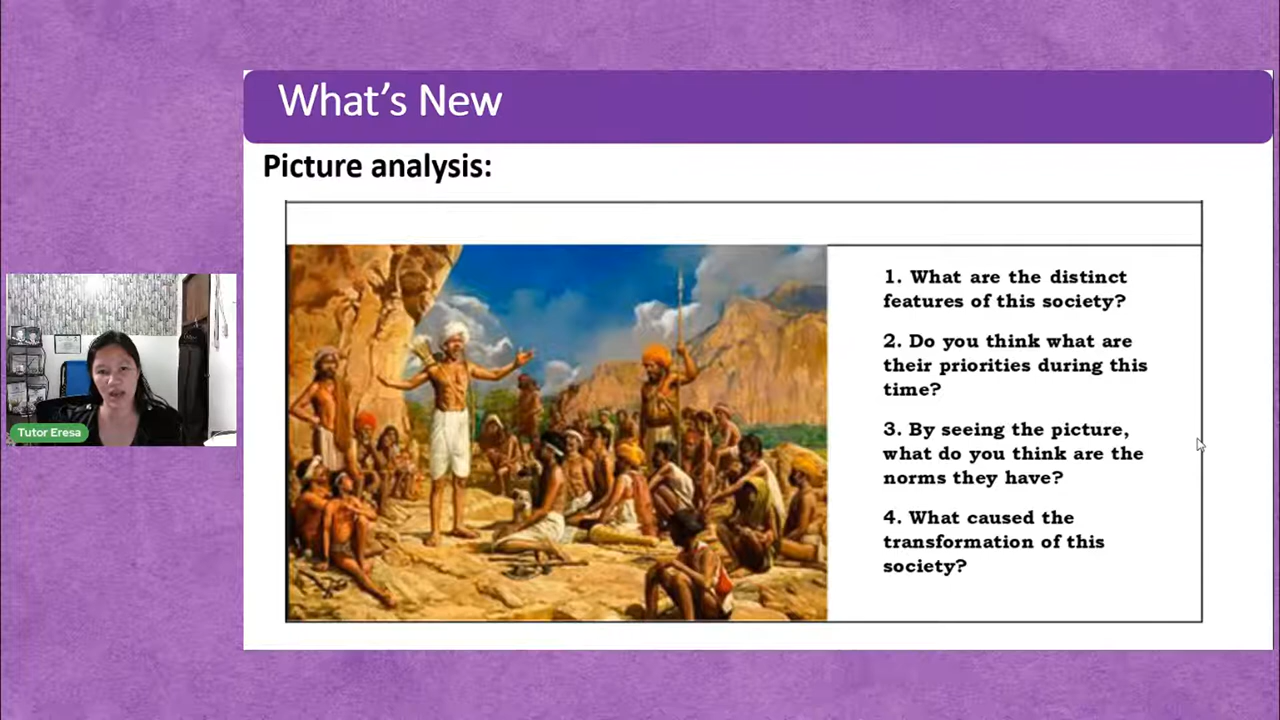 What's New
Picture analysis:
1. What are the distinct
features of this society?
2. Do you think what are
their priorities during this
time?
3. By seeing the picture,
what do you think are the
norms they have?
4. What caused the
transformation of this
society?
Tutor Eresa